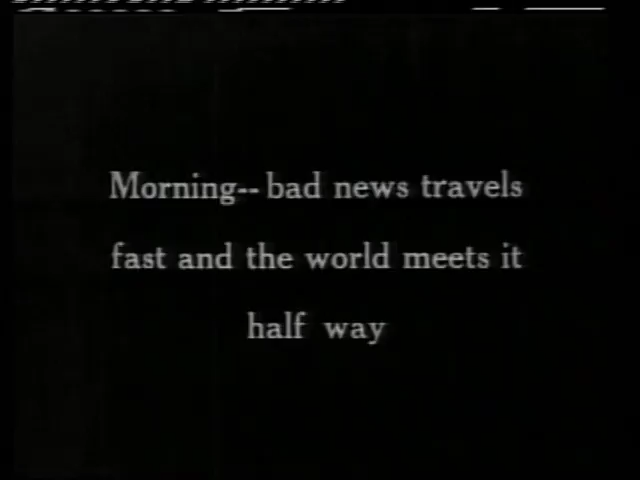 Morning-- bad news travels
fast and the world meets it
half way